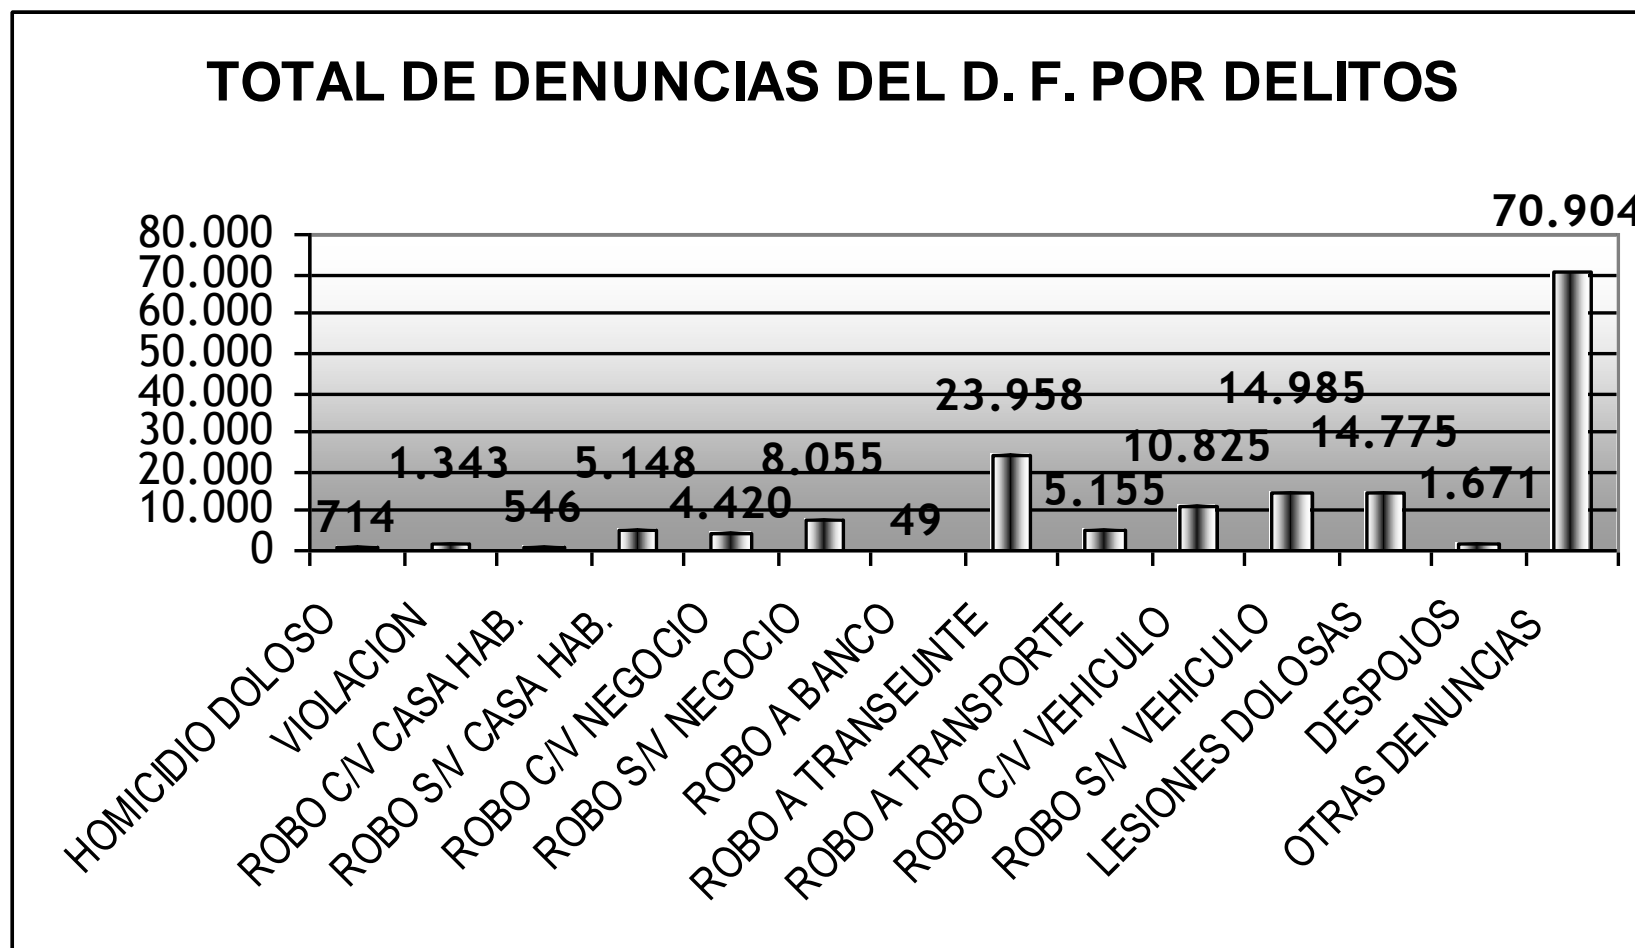 TOTAL DE DENUNCIAS DEL D. F. POR DELITOS
80.000
70.000
60.000
50.000
40.000
30.000
20.000
10.000
0
714
1.343
546
5.148
4.420
8.055
49
23.958
5.155
10.825
14.985
14.775
1.671
70.904
HOMICIDIO DOLOSO
VIOLACION
ROBO C/V CASA HAB.
ROBO S/V CASA HAB.
ROBO C/V NEGOCIO
ROBO S/V NEGOCIO
ROBO A BANCO
ROBO A TRANSEUNTE
ROBO A TRANSPORTE
ROBO C/V VEHICULO
ROBO S/V VEHICULO
LESIONES DOLOSAS
DESPOJOS
OTRAS DENUNCIAS